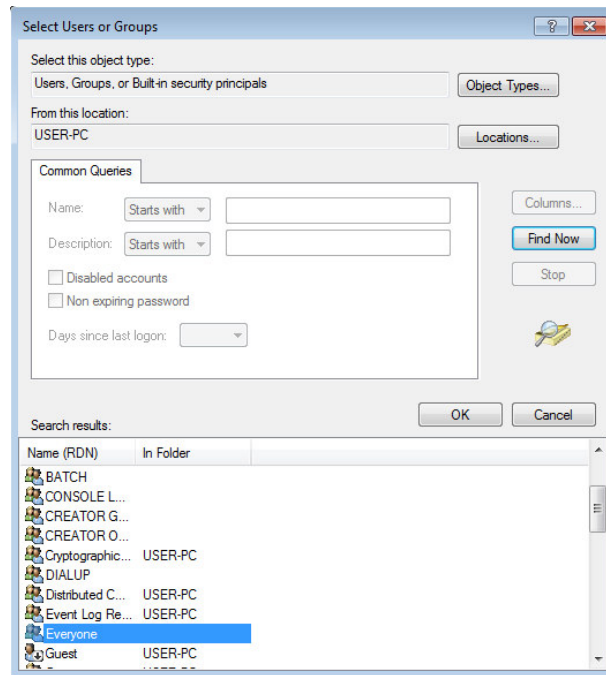 Select Users or Groups
Select this object type:
Users, Groups, or Built-in security principals
Object Types...
From this location:
USER-PC
Locations...
Common Queries
Name: Starts with
Columns...
Description: Starts with
Find Now
Disabled accounts
Stop
Non expiring password
Days since last logon:
OK Cancel
Search results:
Name (RDN) In Folder
BATCH
CONSOLE L...
CREATOR G...
CREATOR O...
Cryptographic... USER-PC
DIALUP
Distributed C... USER-PC
Event Log Re... USER-PC
Everyone
Guest USER-PC